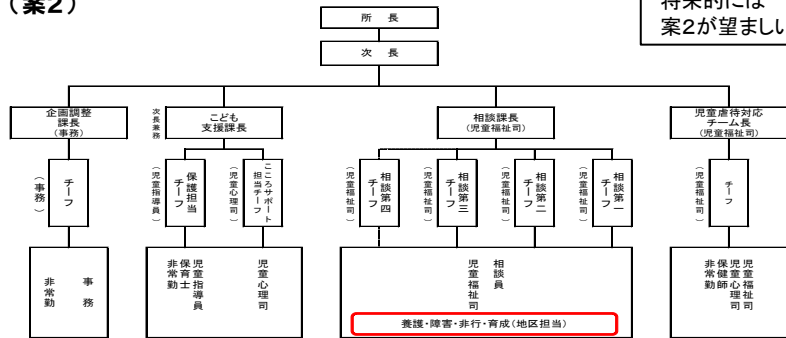 (案2)
将来的には
案2が望ましい
所 長
次 長
企画調整
課長
(事務)
次長兼務
こども
支援課長
相談課長
(児童福祉司)
児童虐待対応
チーム長
(児童福祉司)
チーフ
(事務)
保護担当
チーフ
(児童指導員)
こころサポート
担当チーフ
(児童心理司)
相談第四
チーフ
(児童福祉司)
相談第三
チーフ
(児童福祉司)
相談第二
チーフ
(児童福祉司)
相談第一
チーフ
(児童福祉司)
チーフ
(児童福祉司)
事 務
非常勤
児童心理司
児童指導員
保育士
非常勤
相談員
児童福祉司
養護・障害・非行・育成(地区担当)
児童福祉司
児童心理司
保健師
非常勤